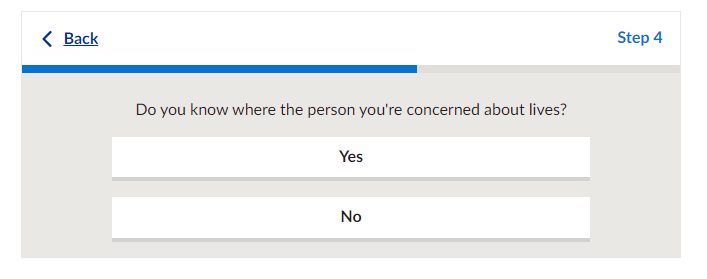 Back
Step 4
Do you know where the person you're concerned about lives?
Yes
No